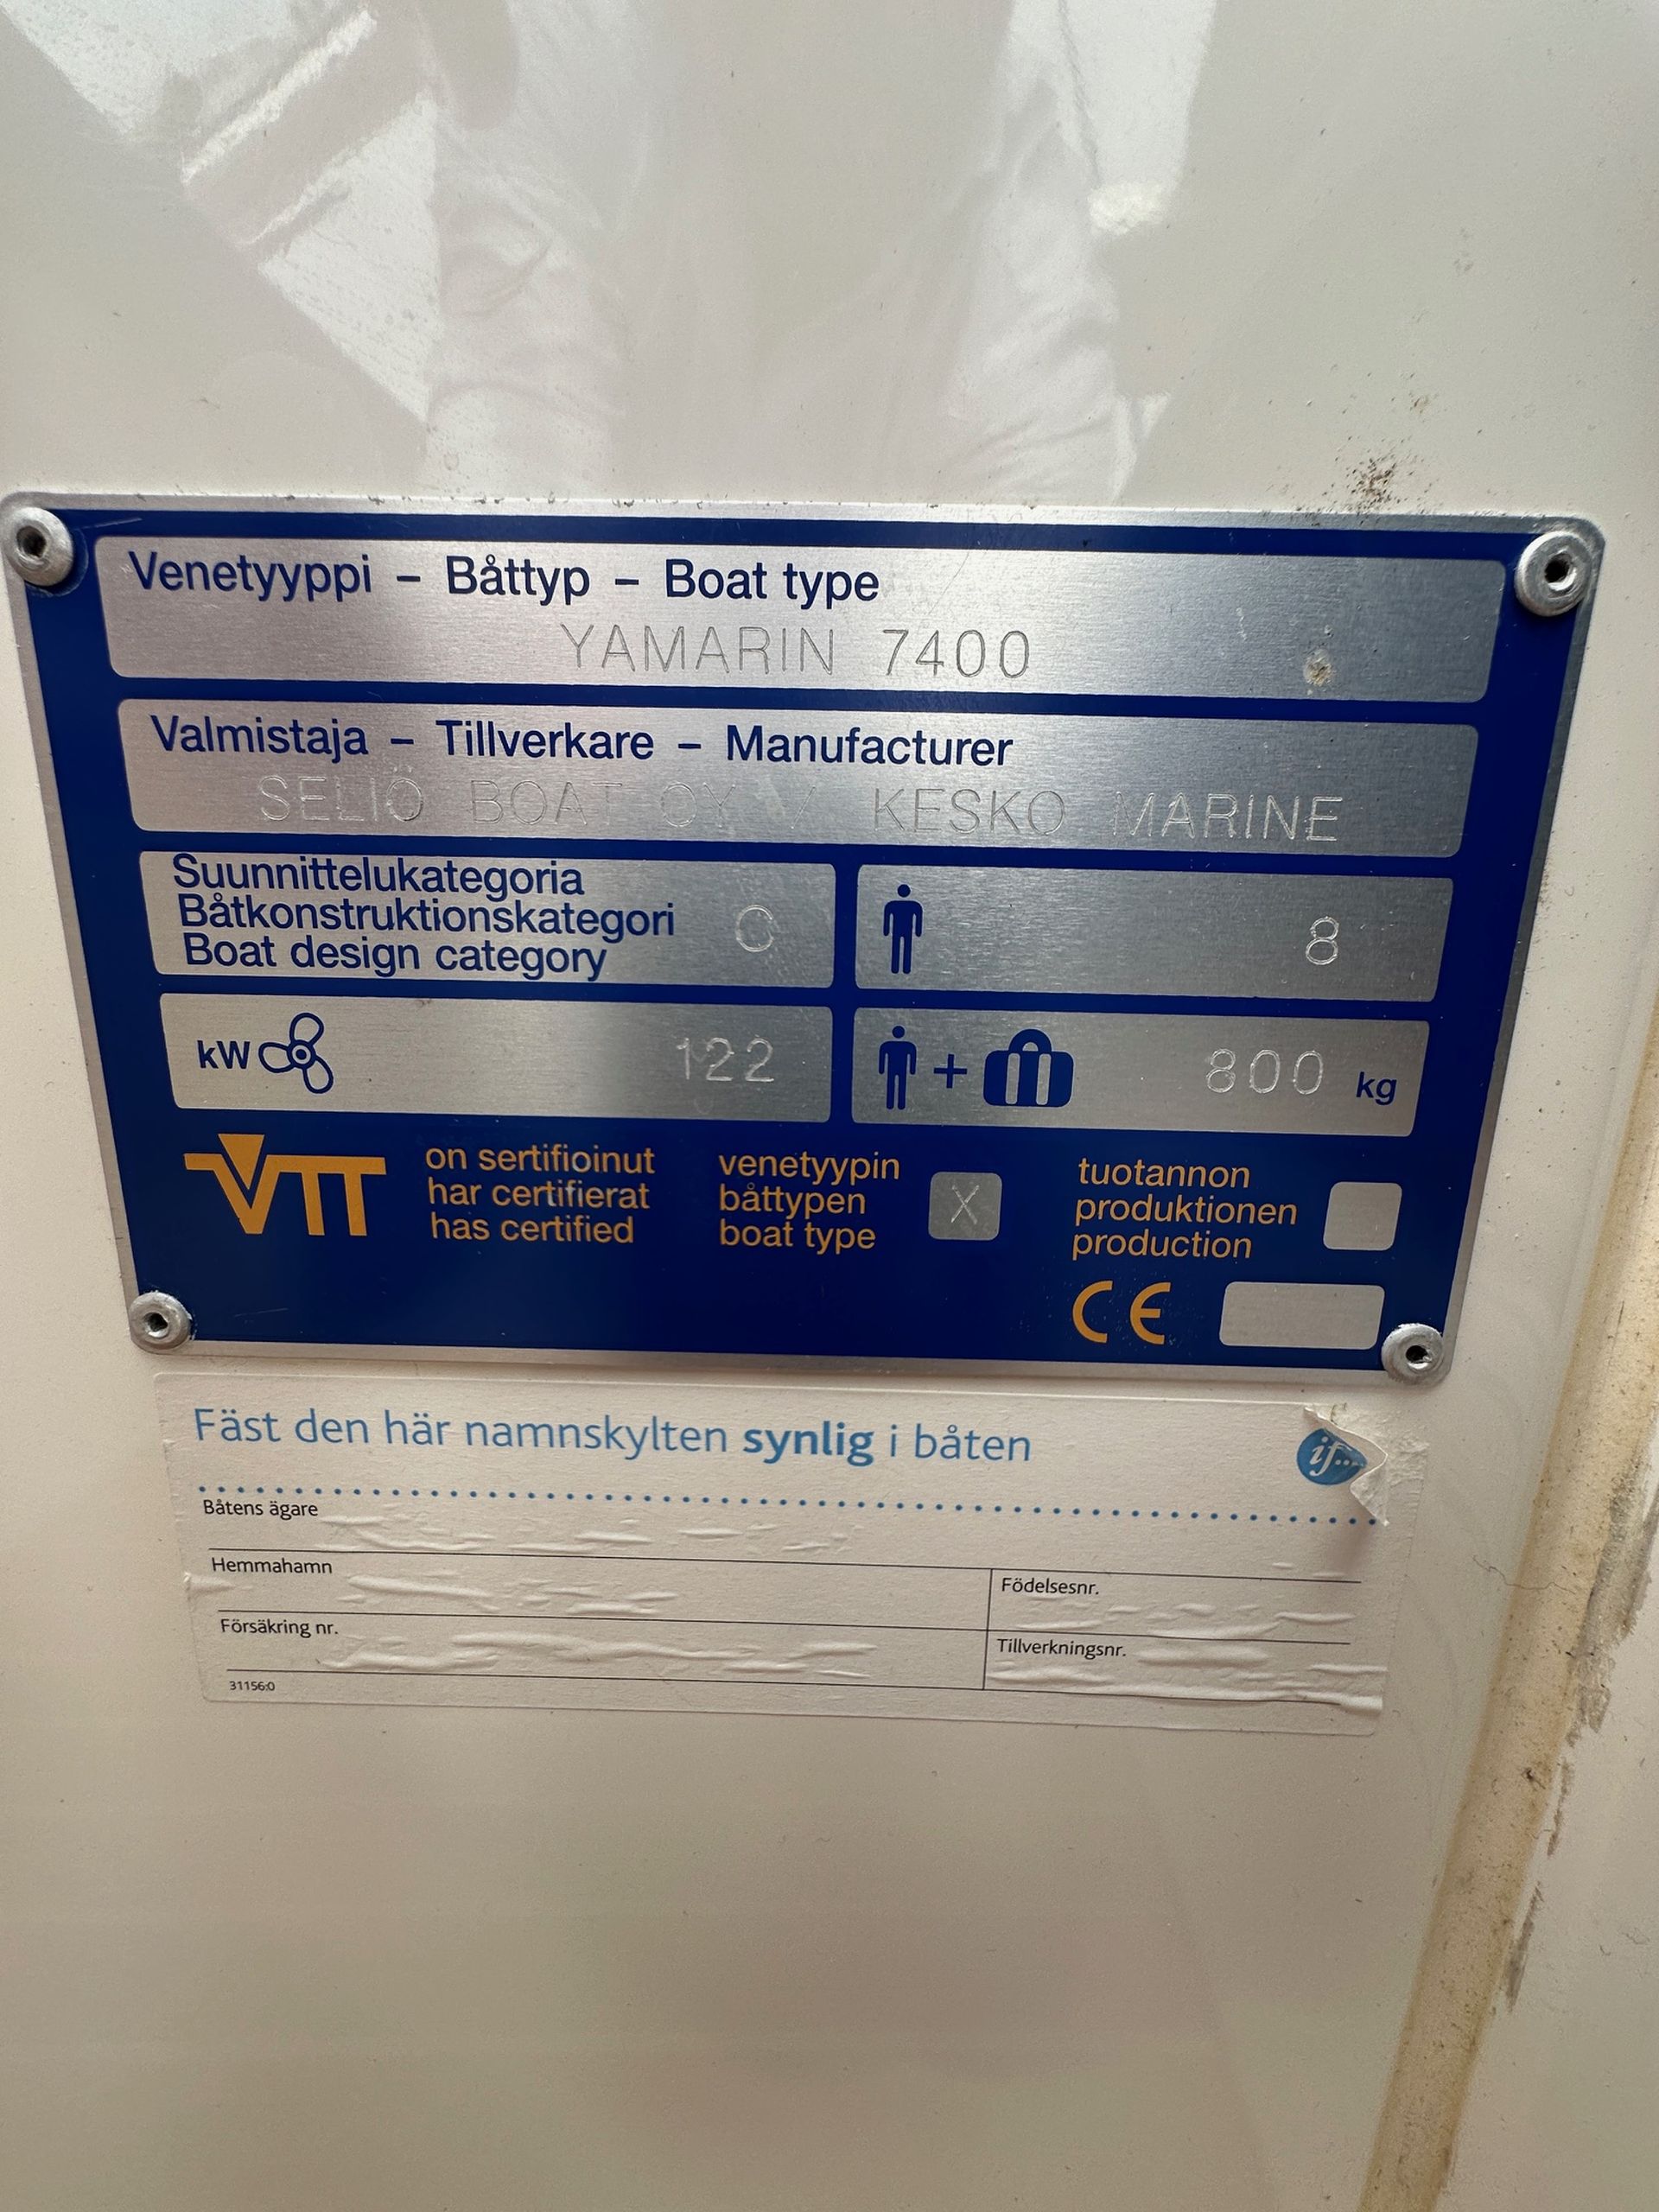 Venetyyppi – Båttyp – Boat type
YAMARIN 7400
Valmistaja – Tillverkare – Manufacturer
SELIÖ BOAT OY / KESKO MARINE
Suunnittelukategoria
Båtkonstruktionskategori
Boat design category
C
8
kW 122
+ 800 kg
VTT
on sertifioinut
har certifierat
has certified
venetyypin
båttypen
boat type
X
tuotannon
produktionen
production
CE
Fäst den här namnskylten synlig i båten
if...
Båtens ägare
Hemmahamn
Födelsesnr.
Försäkring nr.
Tillverkningsnr.
31156:0